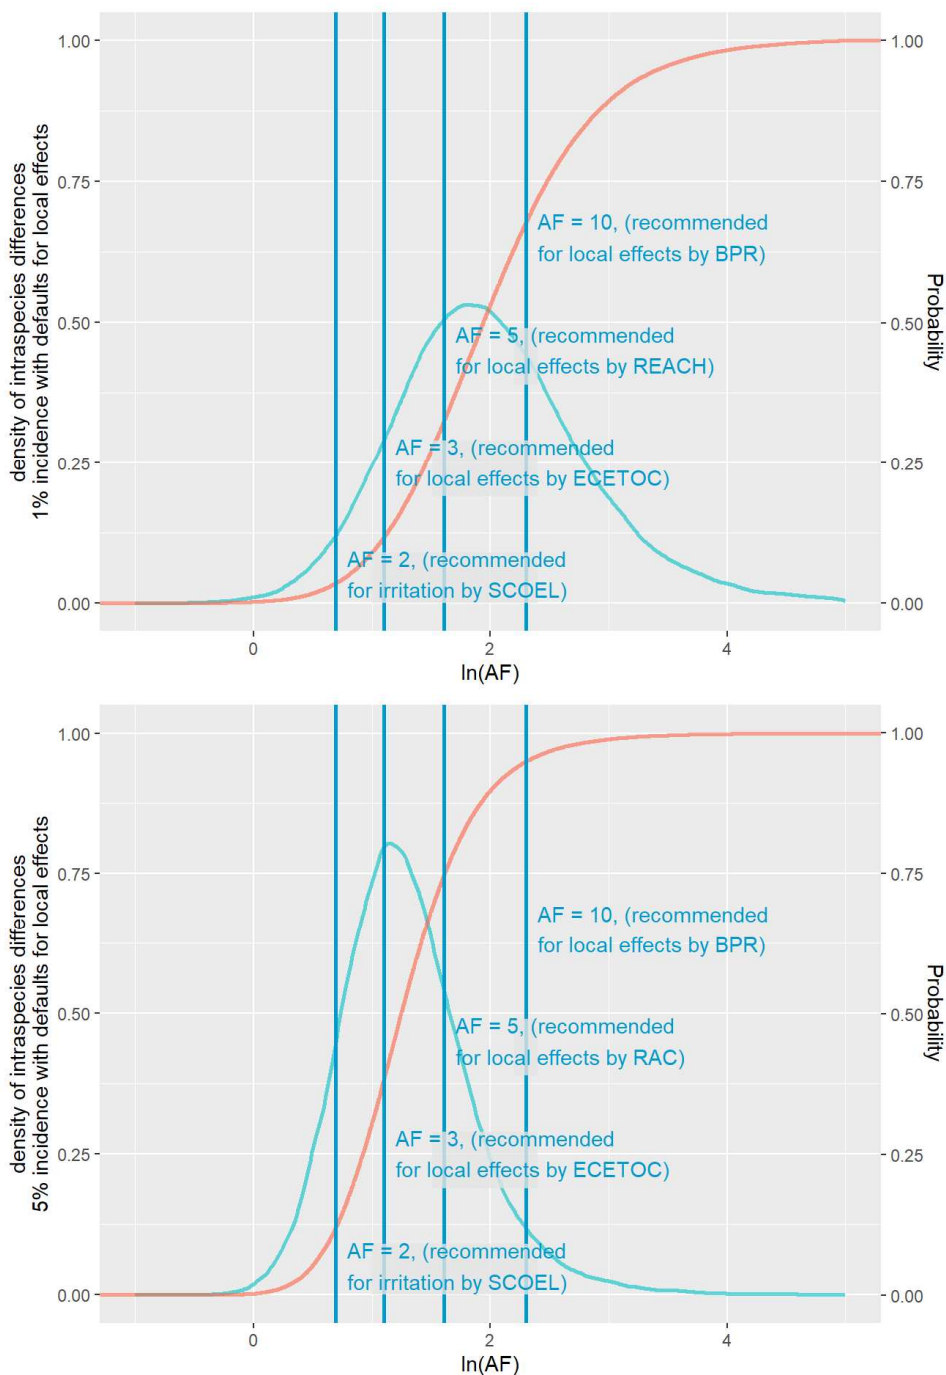 density of intraspecies differences
1% incidence with defaults for local effects
1.00
0.75
0.50
0.25
0.00
AF = 10, (recommended
for local effects by BPR)
AF = 5, (recommended
for local effects by REACH)
AF = 3, (recommended
for local effects by ECETOC)
AF = 2, (recommended
for irritation by SCOEL)
1.00
0.75
0.50
0.25
0.00
Probability
0
2
4
ln(AF)
density of intraspecies differences
5% incidence with defaults for local effects
1.00
0.75
0.50
0.25
0.00
AF = 10, (recommended
for local effects by BPR)
AF = 5, (recommended
for local effects by RAC)
AF = 3, (recommended
for local effects by ECETOC)
AF = 2, (recommended
for irritation by SCOEL)
1.00
0.75
0.50
0.25
0.00
Probability
0
2
4
ln(AF)